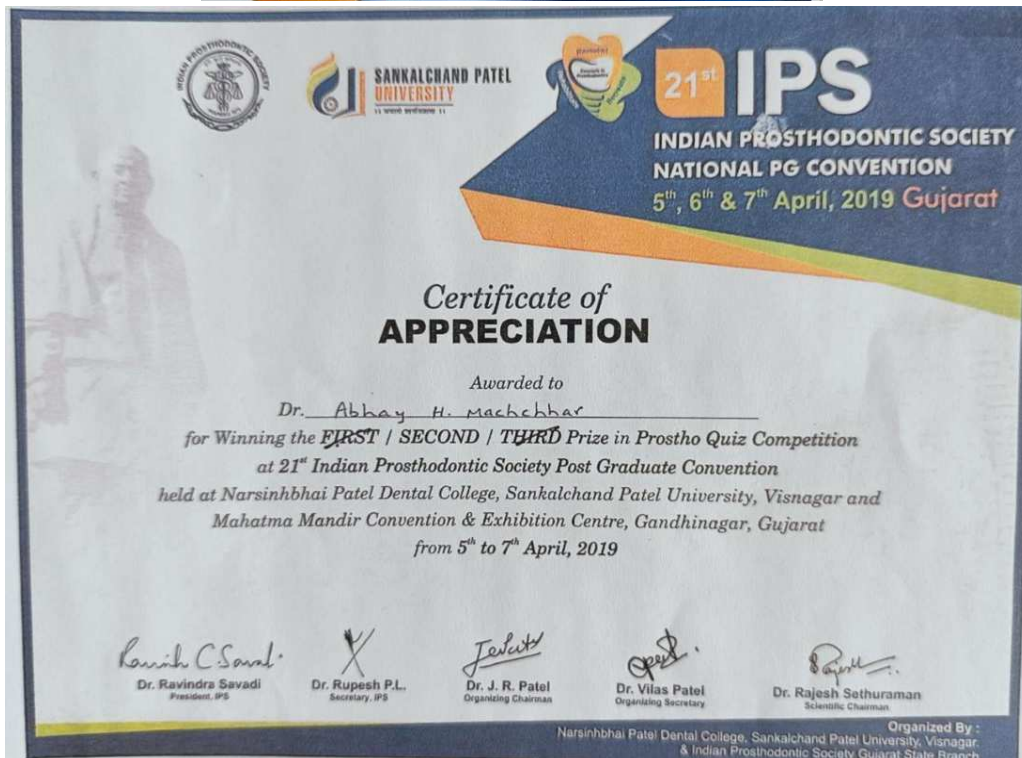 INDIAN PROSTHODONTIC SOCIETY
SANKALCHAND PATEL
UNIVERSITY
21st IPS
INDIAN PROSTHODONTIC SOCIETY
NATIONAL PG CONVENTION
5th, 6th & 7th April, 2019 Gujarat
Certificate of
APPRECIATION
Awarded to
Dr. Abhay H. Machchhar
for Winning the FIRST / SECOND / THIRD Prize in Prostho Quiz Competition
at 21st Indian Prosthodontic Society Post Graduate Convention
held at Narsinhbhai Patel Dental College, Sankalchand Patel University, Visnagar and
Mahatma Mandir Convention & Exhibition Centre, Gandhinagar, Gujarat
from 5th to 7th April, 2019
Dr. Ravindra Savadi
President, IPS
Dr. Rupesh P.L.
Secretary, IPS
Dr. J. R. Patel
Organizing Chairman
Dr. Vilas Patel
Organizing Secretary
Dr. Rajesh Sethuraman
Scientific Chairman
Organized By :
Narsinhbhai Patel Dental College, Sankalchand Patel University, Visnagar.
& Indian Prosthodontic Society Gujarat State Branch